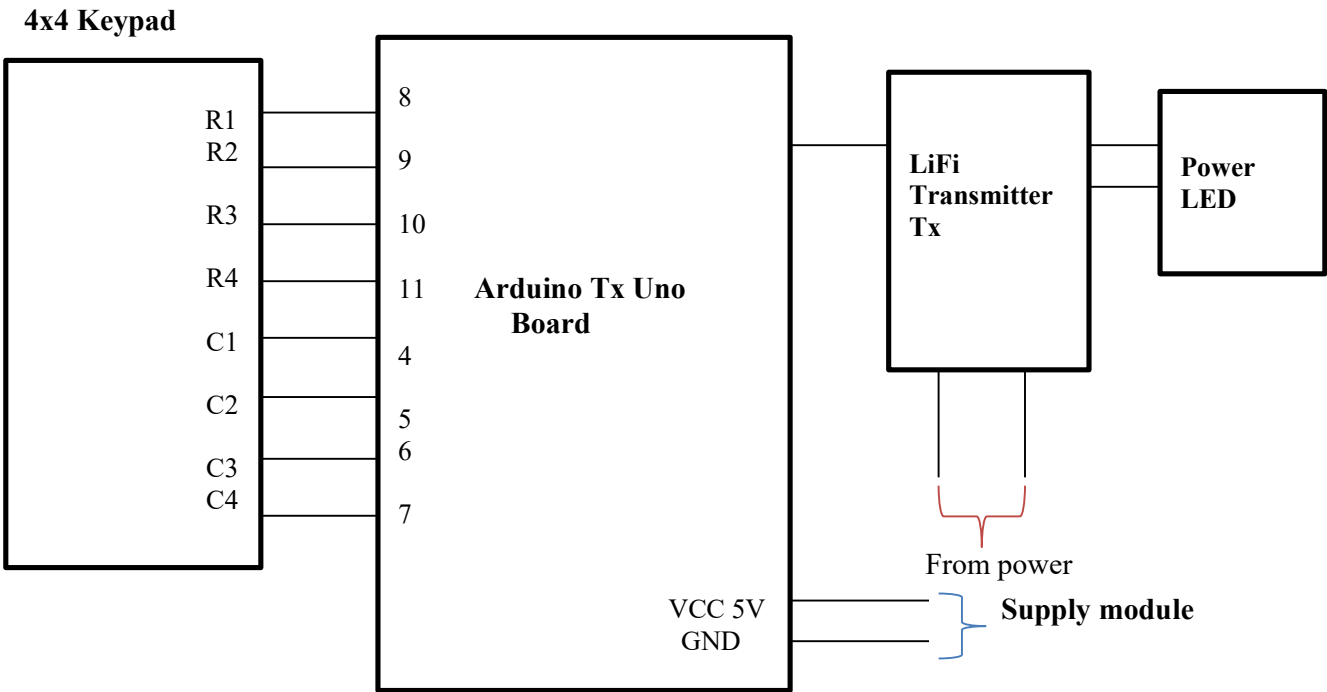 4x4 Keypad
R1
R2
R3
R4
C1
C2
C3
C4
8
9
10
11
4
5
6
7
Arduino Tx Uno
Board
VCC 5V
GND
LiFi
Transmitter
Tx
Power
LED
From power
Supply module